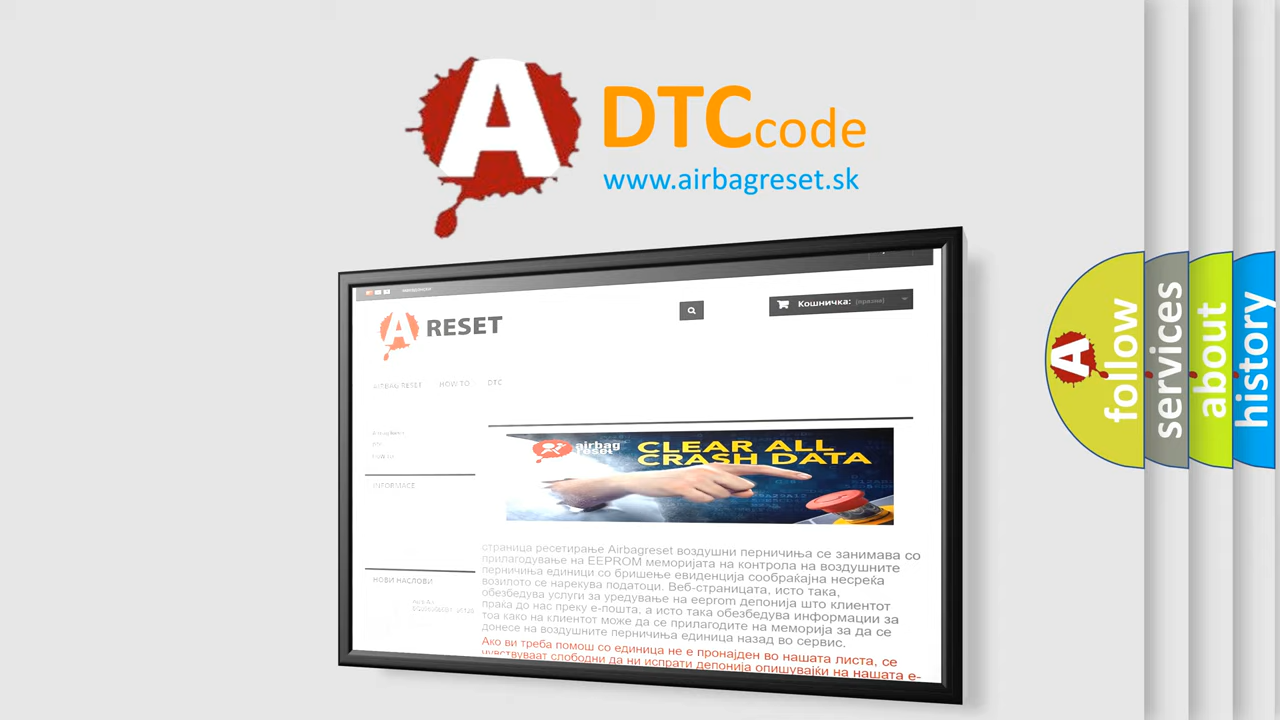 A DTC code
www.airbagreset.sk
A RESET
Кошничка: (празни)
AIRBAG RESET HOW TO DTC
INFORMACE
airbag reset
CLEAR ALL
CRASH DATA
страница ресетирање Airbagreset воздушни перничиња се занимава со
прилагодување на EEPROM меморијата на контрола на воздушните
перничиња единици со бришење евиденција сообраќајна несреќа
возилото се нарекува податоци. Веб-страницата, исто така,
обезбедува услуги за уредување на eeprom депонија што клиентот
праќа до нас преку е-пошта, а исто така обезбедува информации за
тоа како на клиентот може да се прилагодите на меморија за да се
донесе на воздушните перничиња единица назад во сервис.
Ако ви треба помош со единица не е пронајден во нашата листа, се
чувствуваат слободни да ни испрати депонија опишувајќи на нашата е-
НОВИ НАСЛОВИ
A follow
services
about
history